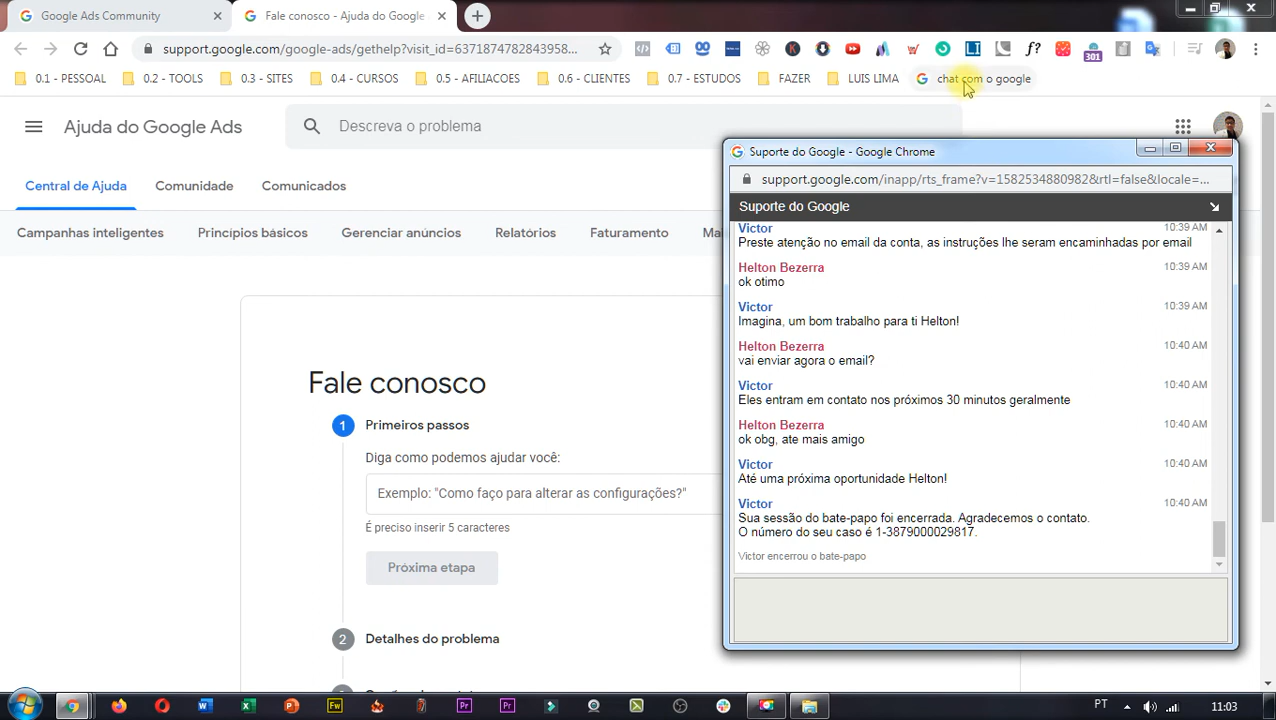 Google Ads Community
Fale conosco - Ajuda do Google
support.google.com/google-ads/gethelp?visit_id=6371874782843958...
0.1 - PESSOAL
0.2 - TOOLS
0.3 - SITES
0.4 - CURSOS
0.5 - AFILIACOES
0.6 - CLIENTES
0.7 - ESTUDOS
FAZER
LUIS LIMA
chat com o google
301
LI
f?
Ajuda do Google Ads
Descreva o problema
Central de Ajuda
Comunidade
Comunicados
Campanhas inteligentes
Princípios básicos
Gerenciar anúncios
Relatórios
Faturamento
Mai
Fale conosco
1
Primeiros passos
Diga como podemos ajudar você:
Exemplo: "Como faço para alterar as configurações?"
É preciso inserir 5 caracteres
Próxima etapa
2
Detalhes do problema
Suporte do Google - Google Chrome
support.google.com/inapp/rts_frame?v=1582534880982&rtl=false&locale=...
Suporte do Google
Victor 10:39 AM
Preste atenção no email da conta, as instruções lhe seram encaminhadas por email
Helton Bezerra 10:39 AM
ok otimo
Victor 10:39 AM
Imagina, um bom trabalho para ti Helton!
Helton Bezerra 10:40 AM
vai enviar agora o email?
Victor 10:40 AM
Eles entram em contato nos próximos 30 minutos geralmente
Helton Bezerra 10:40 AM
ok obg, ate mais amigo
Victor 10:40 AM
Até uma próxima oportunidade Helton!
Victor 10:40 AM
Sua sessão do bate-papo foi encerrada. Agradecemos o contato.
O número do seu caso é 1-3879000029817.
Victor encerrou o bate-papo
Fw
Pr
Pr
PT
11:03